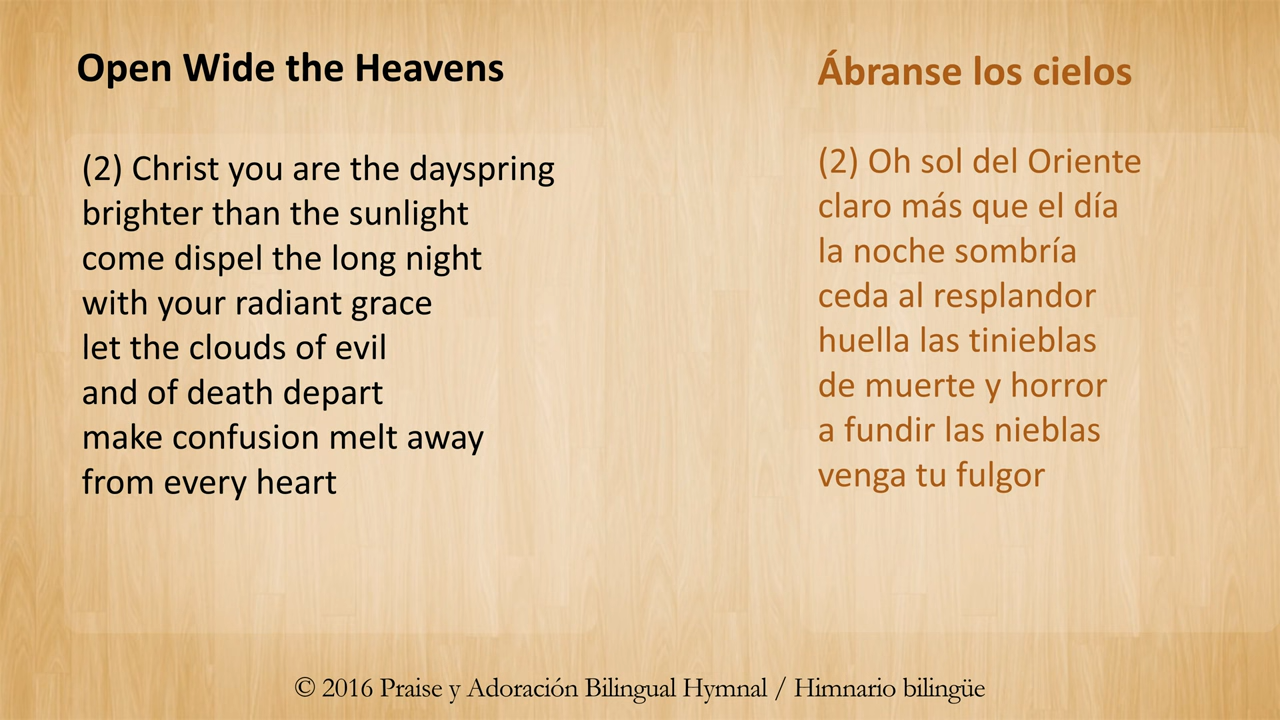 Open Wide the Heavens
(2) Christ you are the dayspring
brighter than the sunlight
come dispel the long night
with your radiant grace
let the clouds of evil
and of death depart
make confusion melt away
from every heart
Ábranse los cielos
(2) Oh sol del Oriente
claro más que el día
la noche sombría
ceda al resplandor
huella las tinieblas
de muerte y horror
a fundir las nieblas
venga tu fulgor
© 2016 Praise y Adoración Bilingual Hymnal / Himnario bilingüe